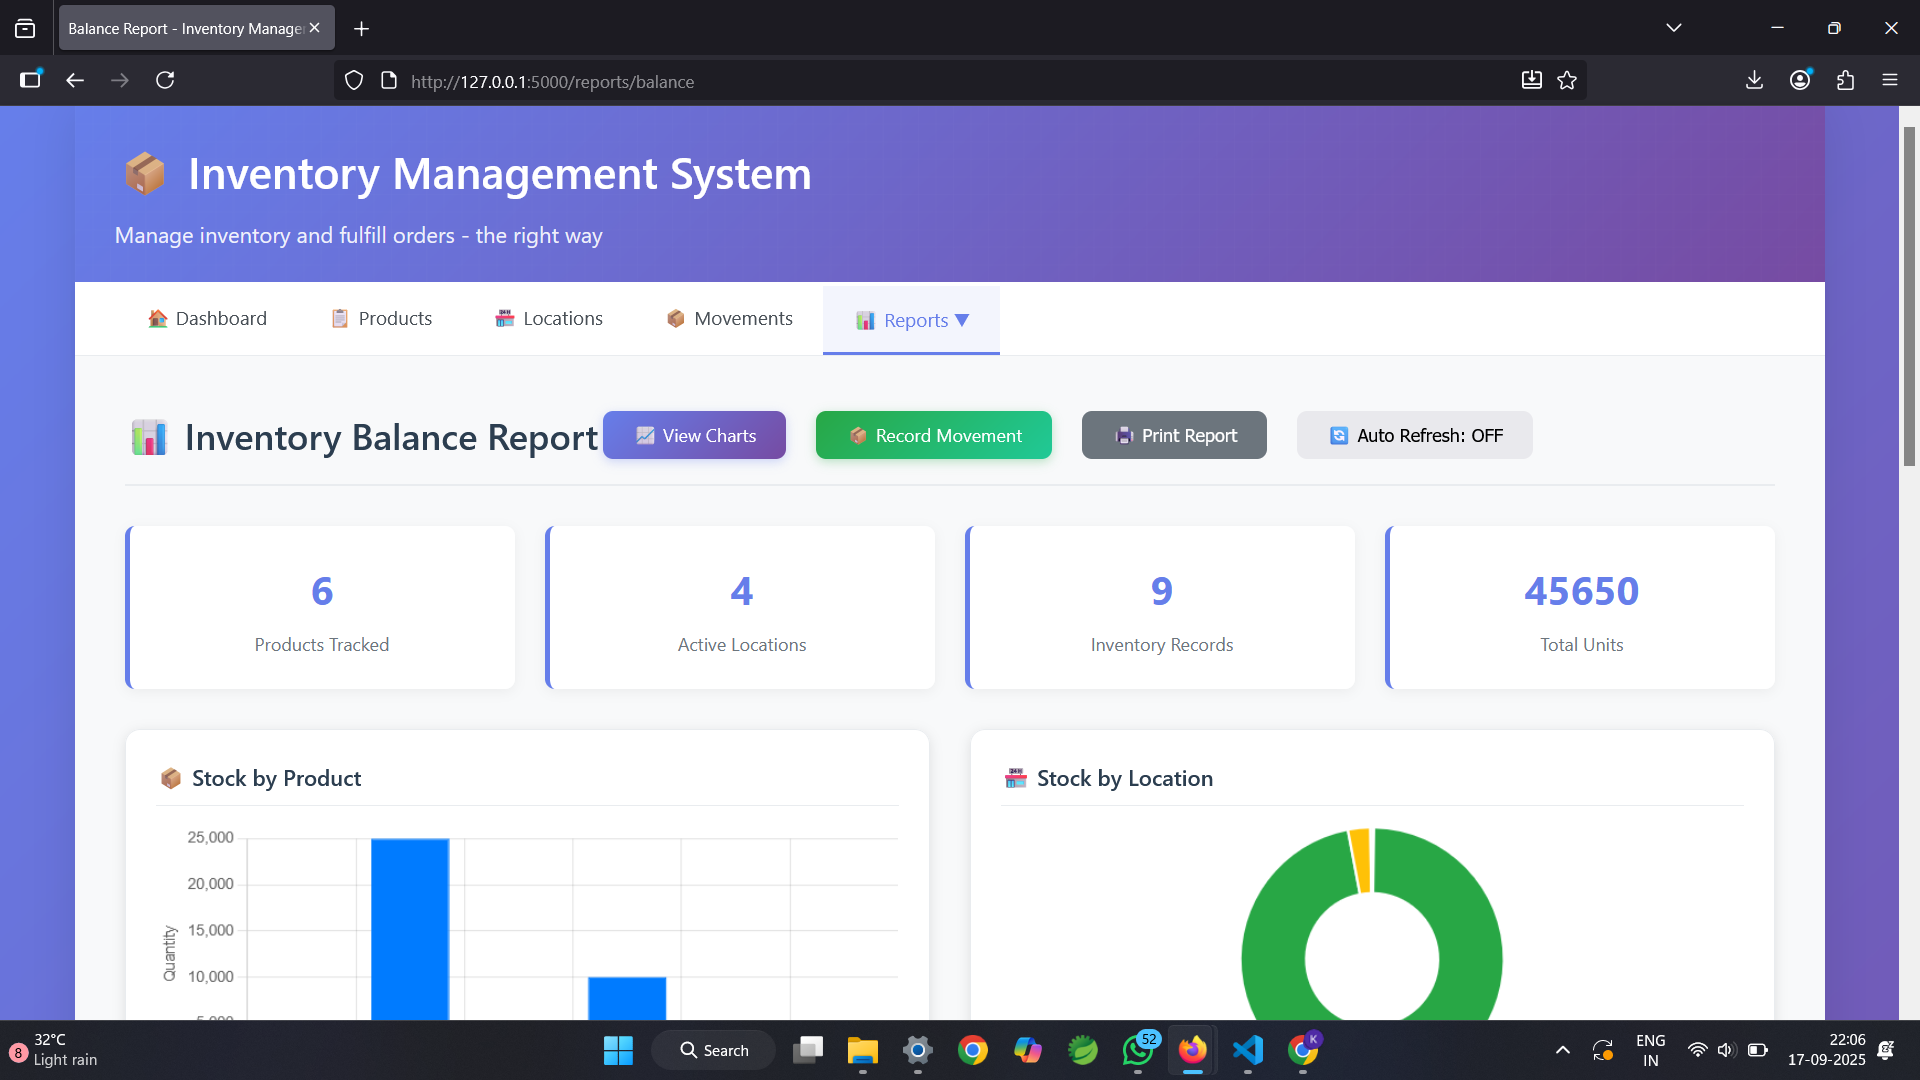 Balance Report - Inventory Manage
http://127.0.0.1:5000/reports/balance
Inventory Management System
Manage inventory and fulfill orders - the right way
Dashboard
Products
Locations
Movements
Reports ▼
Inventory Balance Report
View Charts
Record Movement
Print Report
Auto Refresh: OFF
6
Products Tracked
4
Active Locations
9
Inventory Records
45650
Total Units
Stock by Product
25,000
20,000
15,000
10,000
5,000
Quantity
Stock by Location
8
32°C
Light rain
Search
52
K
ENG
IN
22:06
17-09-2025